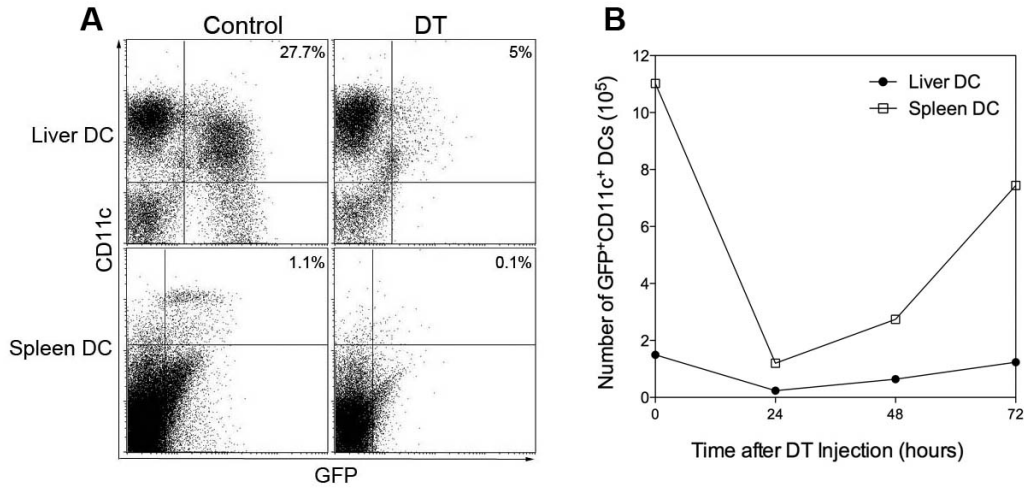 A
Control
DT
27.7%
5%
Liver DC
CD11c
1.1%
0.1%
Spleen DC
GFP
B
12
10
8
6
4
2
0
Number of GFP⁺CD11c⁺ DCs (10⁵)
Liver DC
Spleen DC
0
24
48
72
Time after DT Injection (hours)